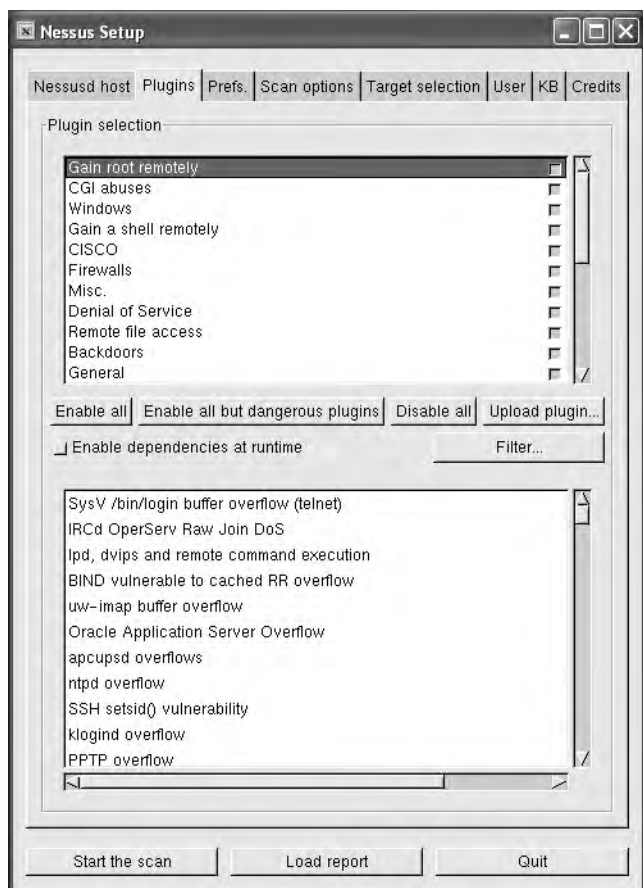 Nessus Setup
Nessusd host Plugins Prefs. Scan options Target selection User KB Credits
Plugin selection
Gain root remotely
CGI abuses
Windows
Gain a shell remotely
CISCO
Firewalls
Misc.
Denial of Service
Remote file access
Backdoors
General
Enable all Enable all but dangerous plugins Disable all Upload plugin...
Enable dependencies at runtime Filter...
SysV /bin/login buffer overflow (telnet)
IRCd OperServ Raw Join DoS
lpd, dvips and remote command execution
BIND vulnerable to cached RR overflow
uw-imap buffer overflow
Oracle Application Server Overflow
apcupsd overflows
ntpd overflow
SSH setsid() vulnerability
klogind overflow
PPTP overflow
Start the scan Load report Quit